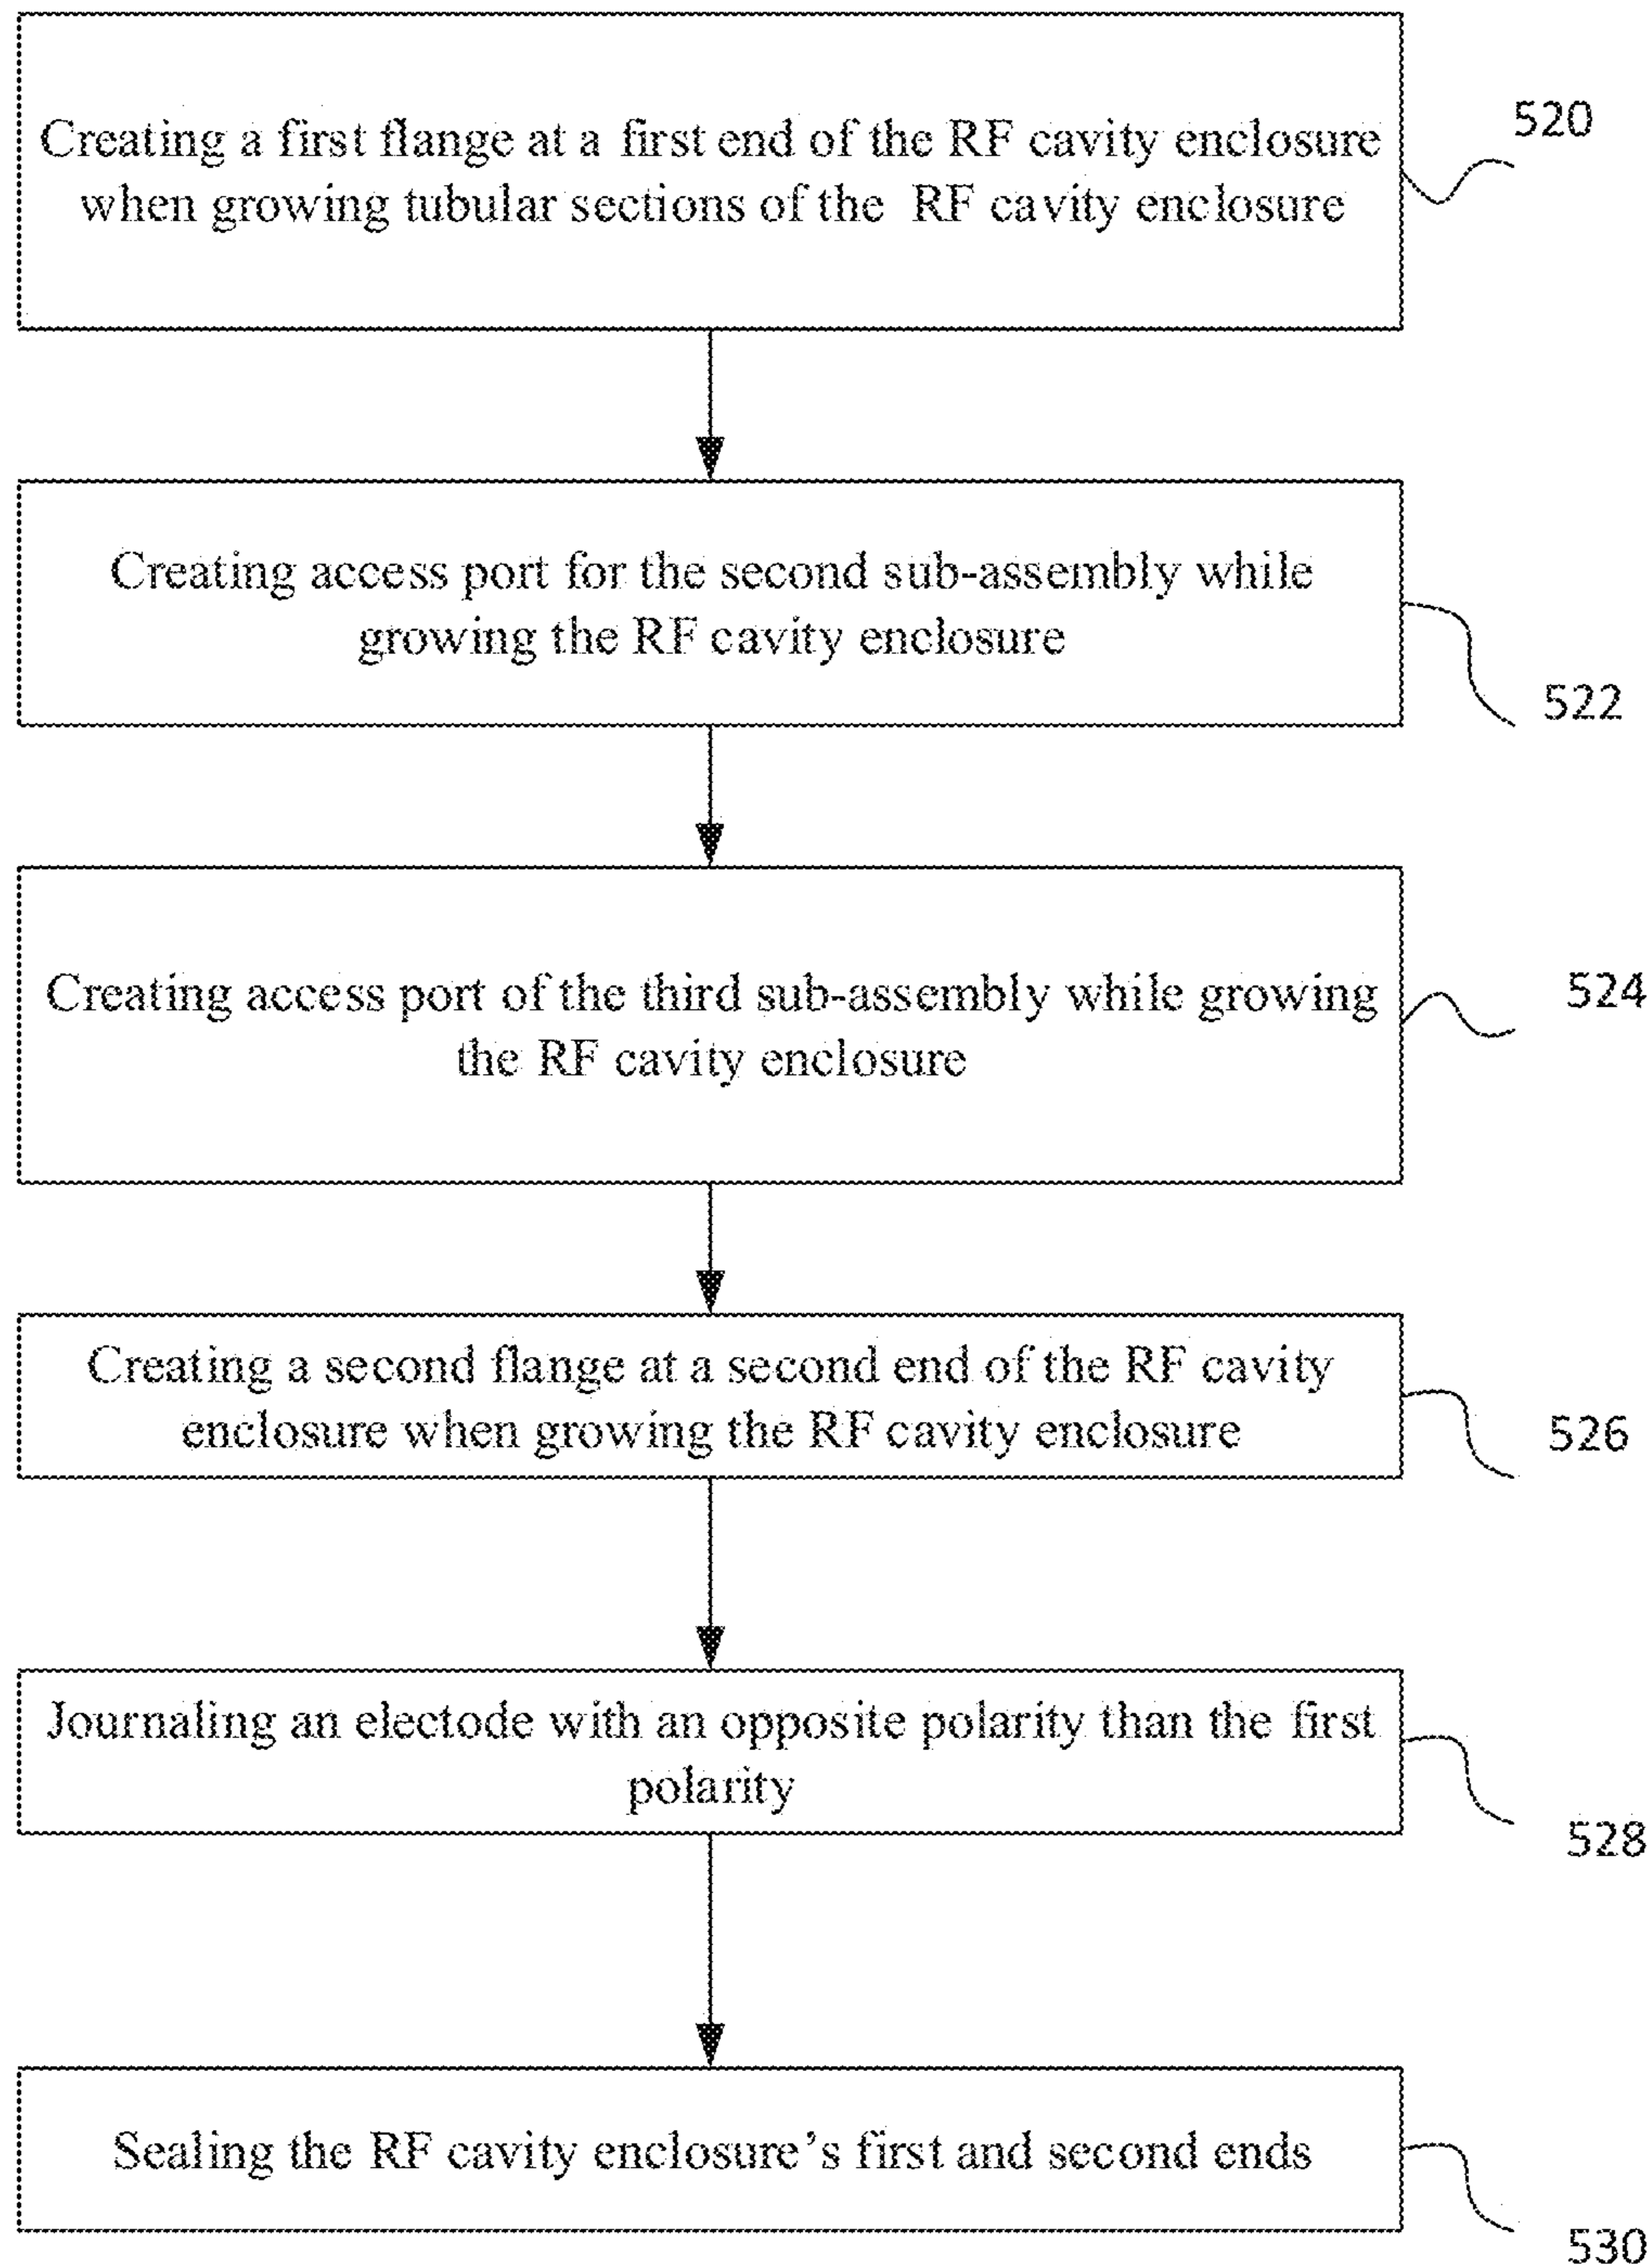 Creating a first flange at a first end of the RF cavity enclosure
when growing tubular sections of the RF cavity enclosure
520
Creating access port for the second sub-assembly while
growing the RF cavity enclosure
522
Creating access port of the third sub-assembly while growing
the RF cavity enclosure
524
Creating a second flange at a second end of the RF cavity
enclosure when growing the RF cavity enclosure
526
Journaling an electode with an opposite polarity than the first
polarity
528
Sealing the RF cavity enclosure’s first and second ends
530